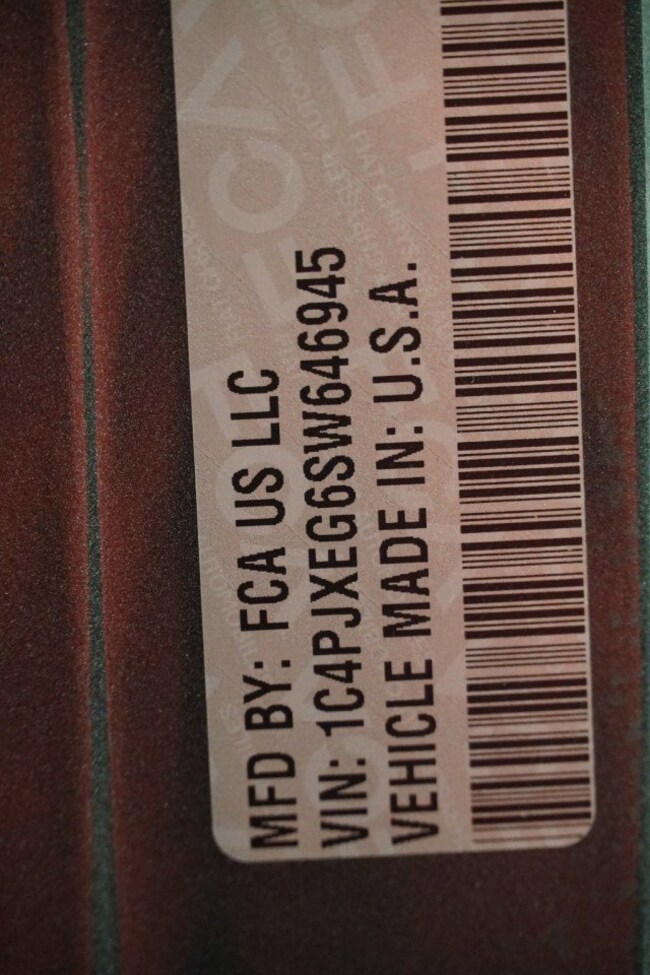 MFD BY: FCA US LLC
VIN: 1C4PJXEG6SW646945
VEHICLE MADE IN: U.S.A.